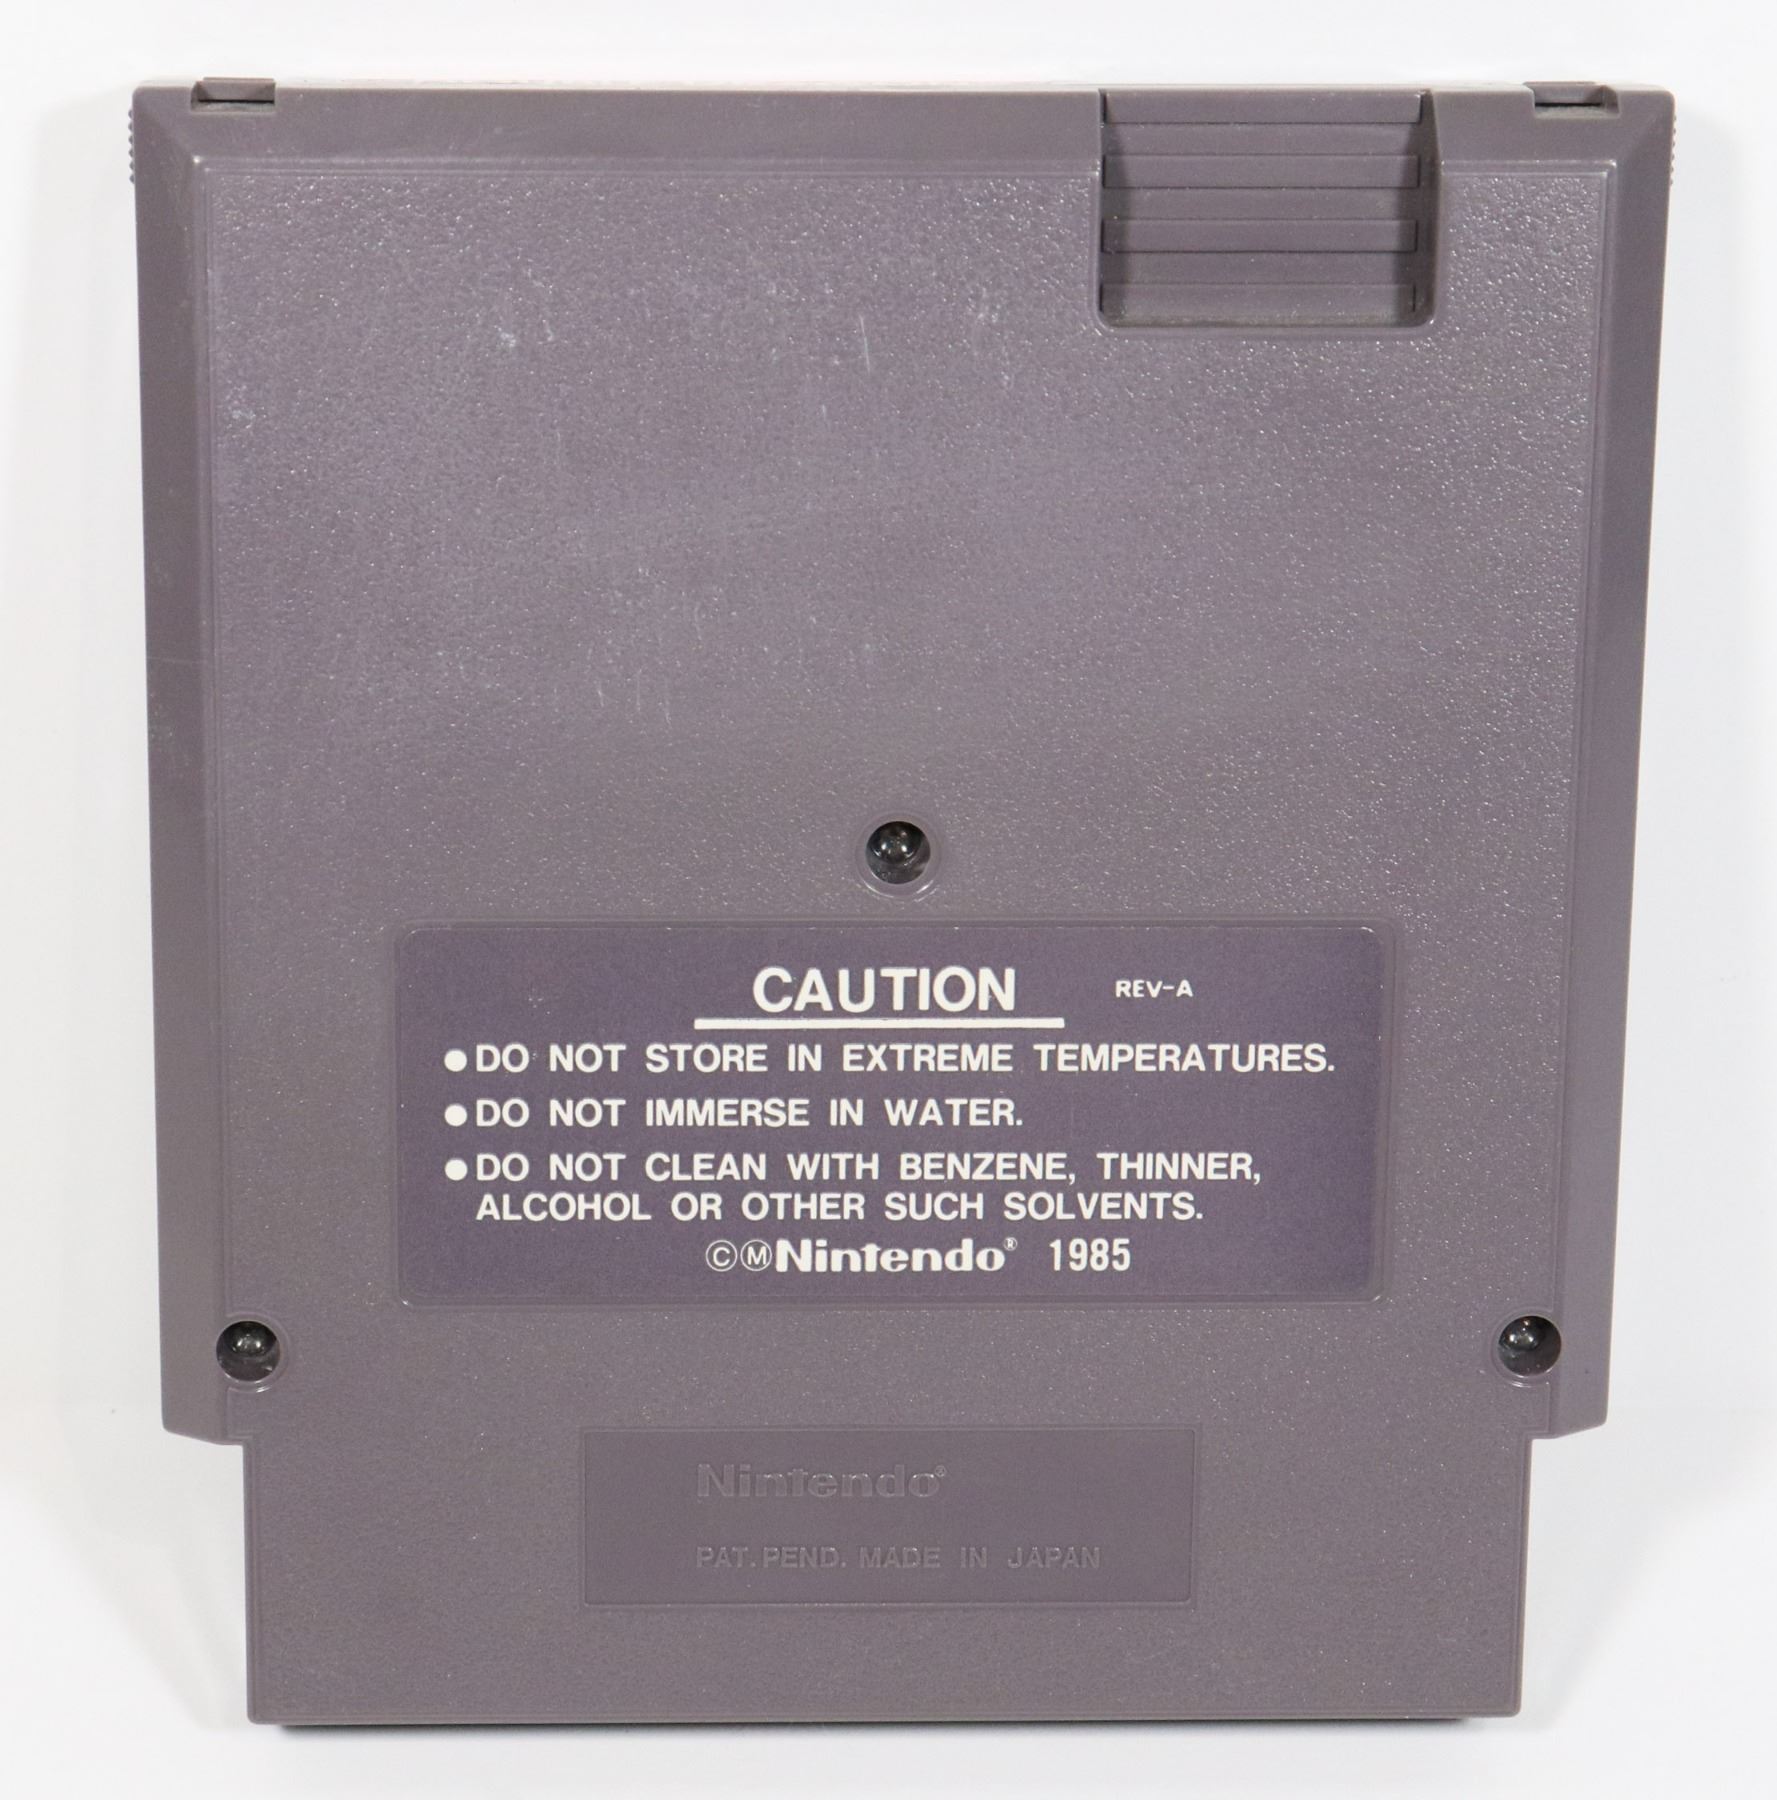 CAUTION REV-A
●DO NOT STORE IN EXTREME TEMPERATURES.
●DO NOT IMMERSE IN WATER.
●DO NOT CLEAN WITH BENZENE, THINNER,
ALCOHOL OR OTHER SUCH SOLVENTS.
©ⓂNintendo® 1985
Nintendo®
PAT. PEND. MADE IN JAPAN